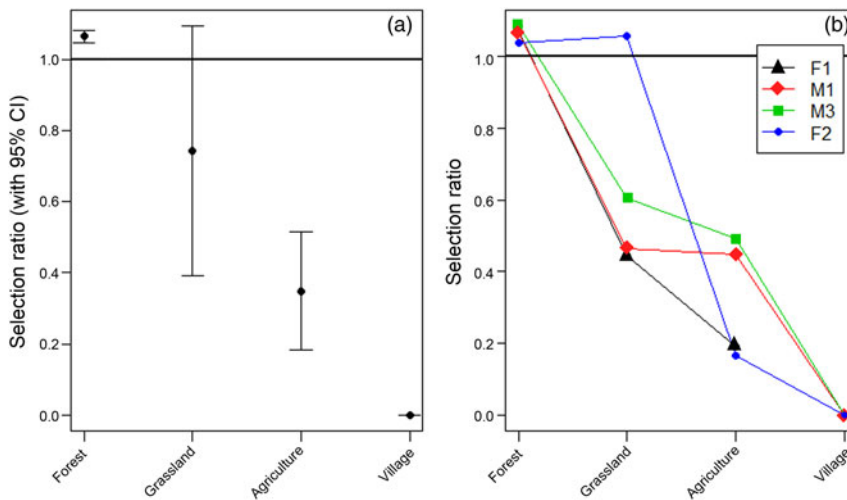 (a)
Selection ratio (with 95% CI)
1.0
0.8
0.6
0.4
0.2
0.0
Forest
Grassland
Agriculture
Village
(b)
Selection ratio
1.0
0.8
0.6
0.4
0.2
0.0
F1
M1
M3
F2
Forest
Grassland
Agriculture
Village